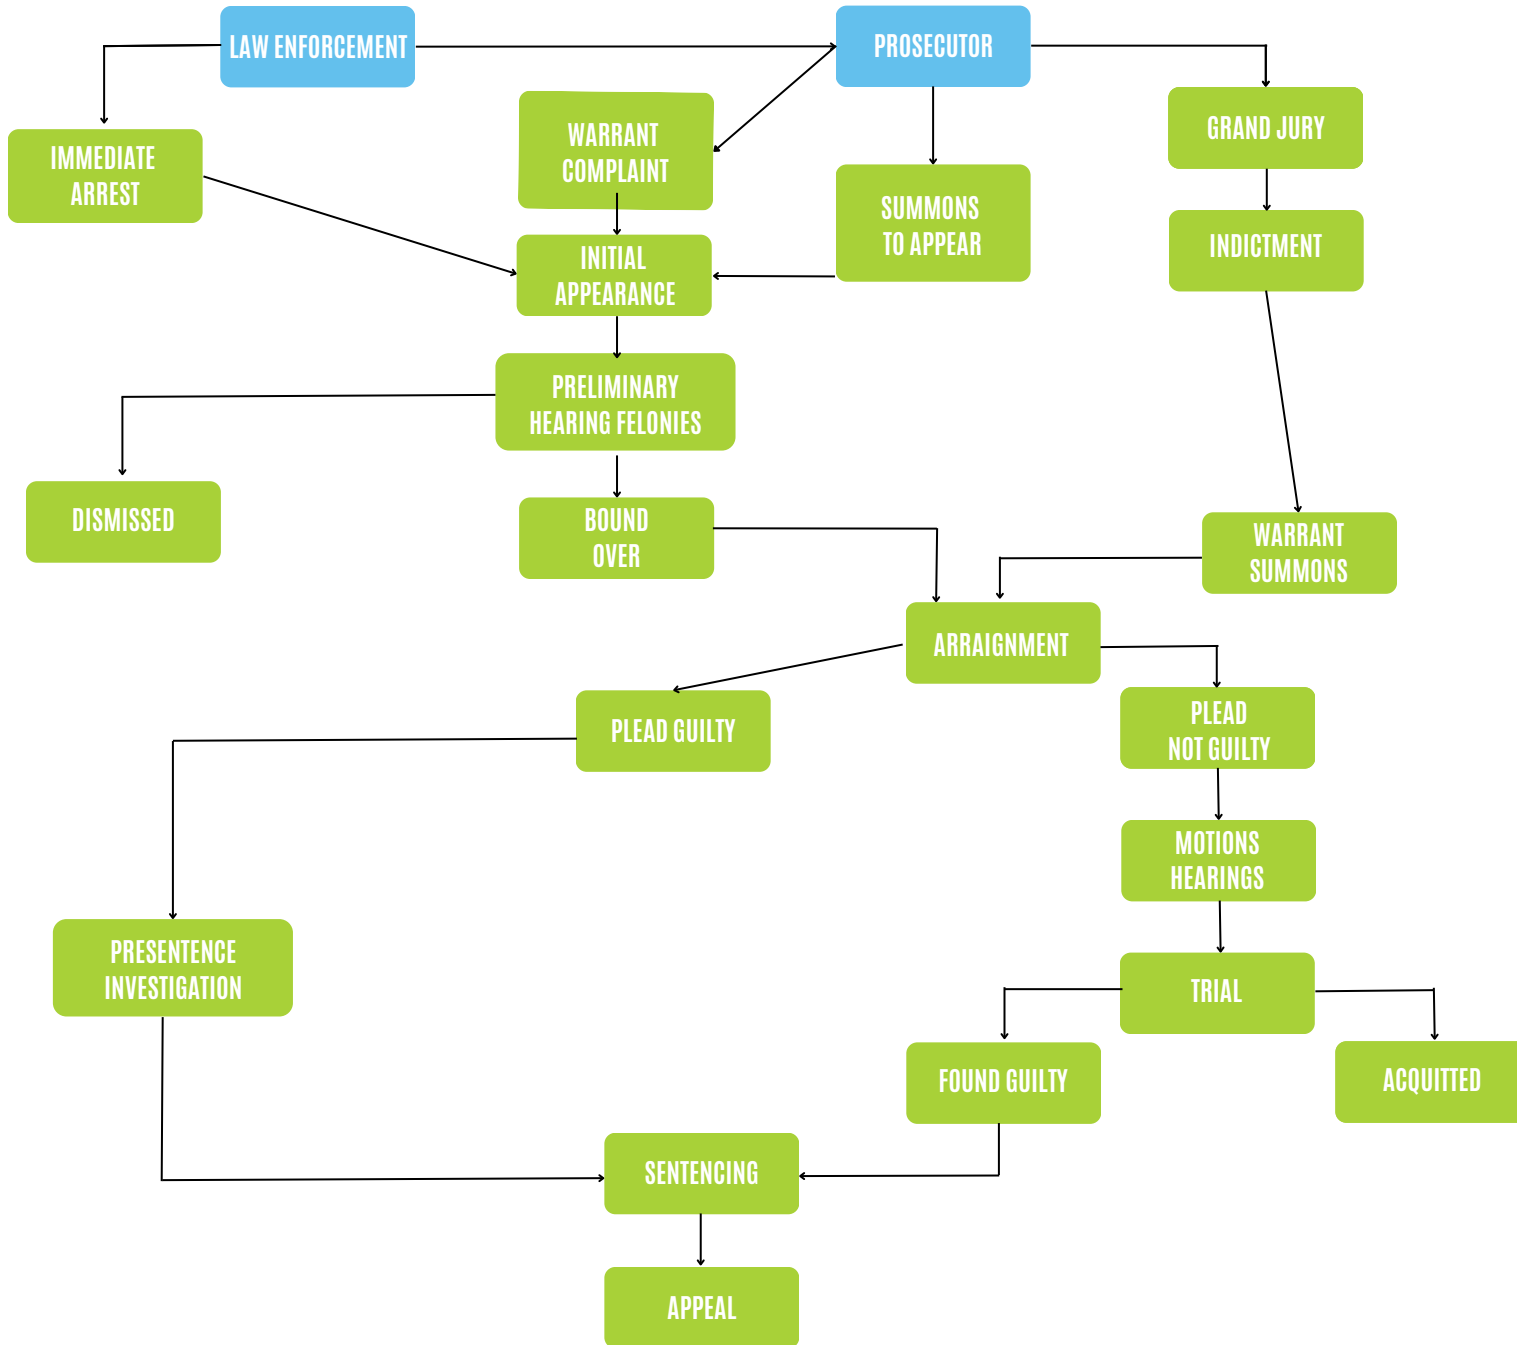 LAW ENFORCEMENT
PROSECUTOR
GRAND JURY
WARRANT
COMPLAINT
IMMEDIATE
ARREST
SUMMONS
TO APPEAR
INDICTMENT
INITIAL
APPEARANCE
PRELIMINARY
HEARING FELONIES
DISMISSED
BOUND
OVER
WARRANT
SUMMONS
ARRAIGNMENT
PLEAD GUILTY
PLEAD
NOT GUILTY
MOTIONS
HEARINGS
PRESENTENCE
INVESTIGATION
TRIAL
FOUND GUILTY
ACQUITTED
SENTENCING
APPEAL